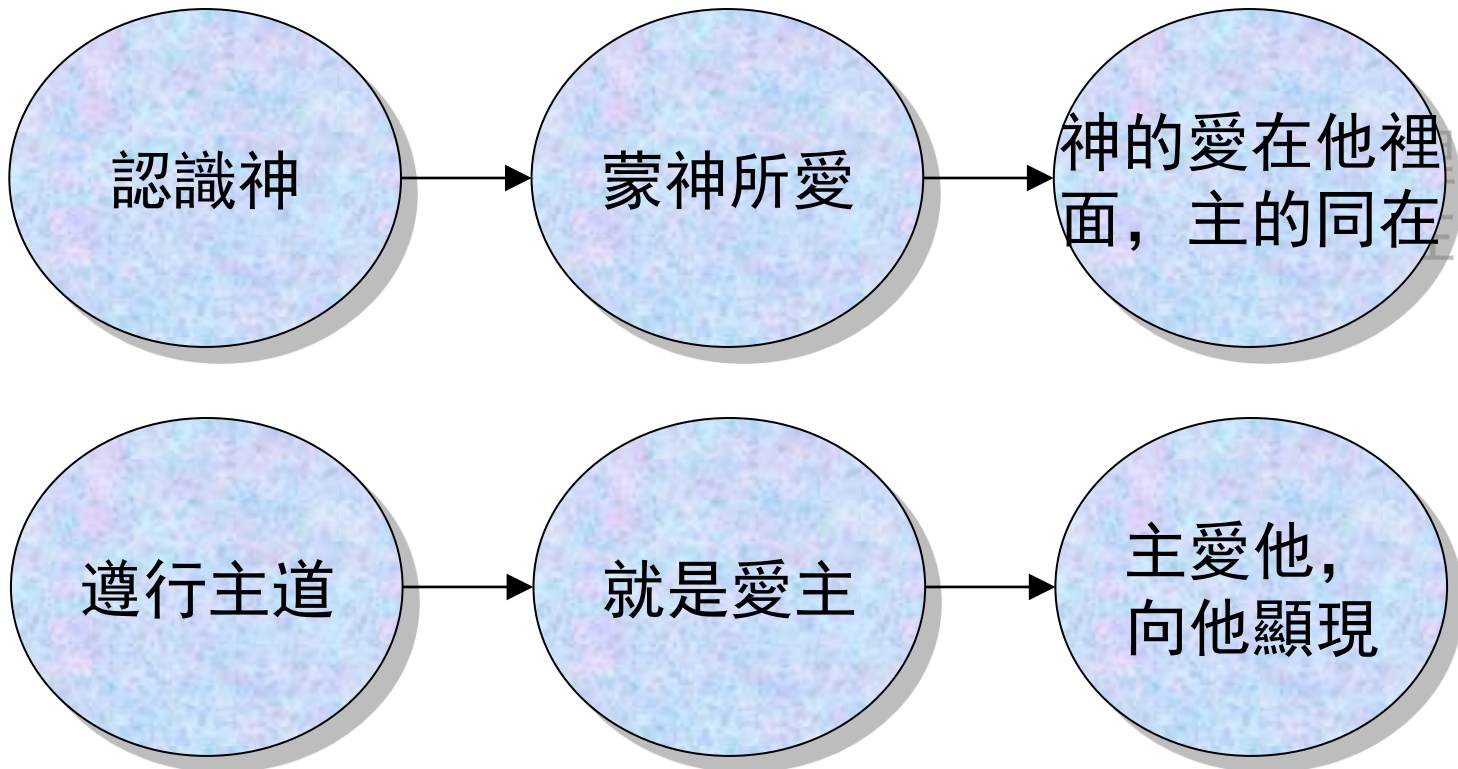 認識神
蒙神所愛
神的愛在他裡
面，主的同在
遵行主道
就是愛主
主愛他，
向他顯現